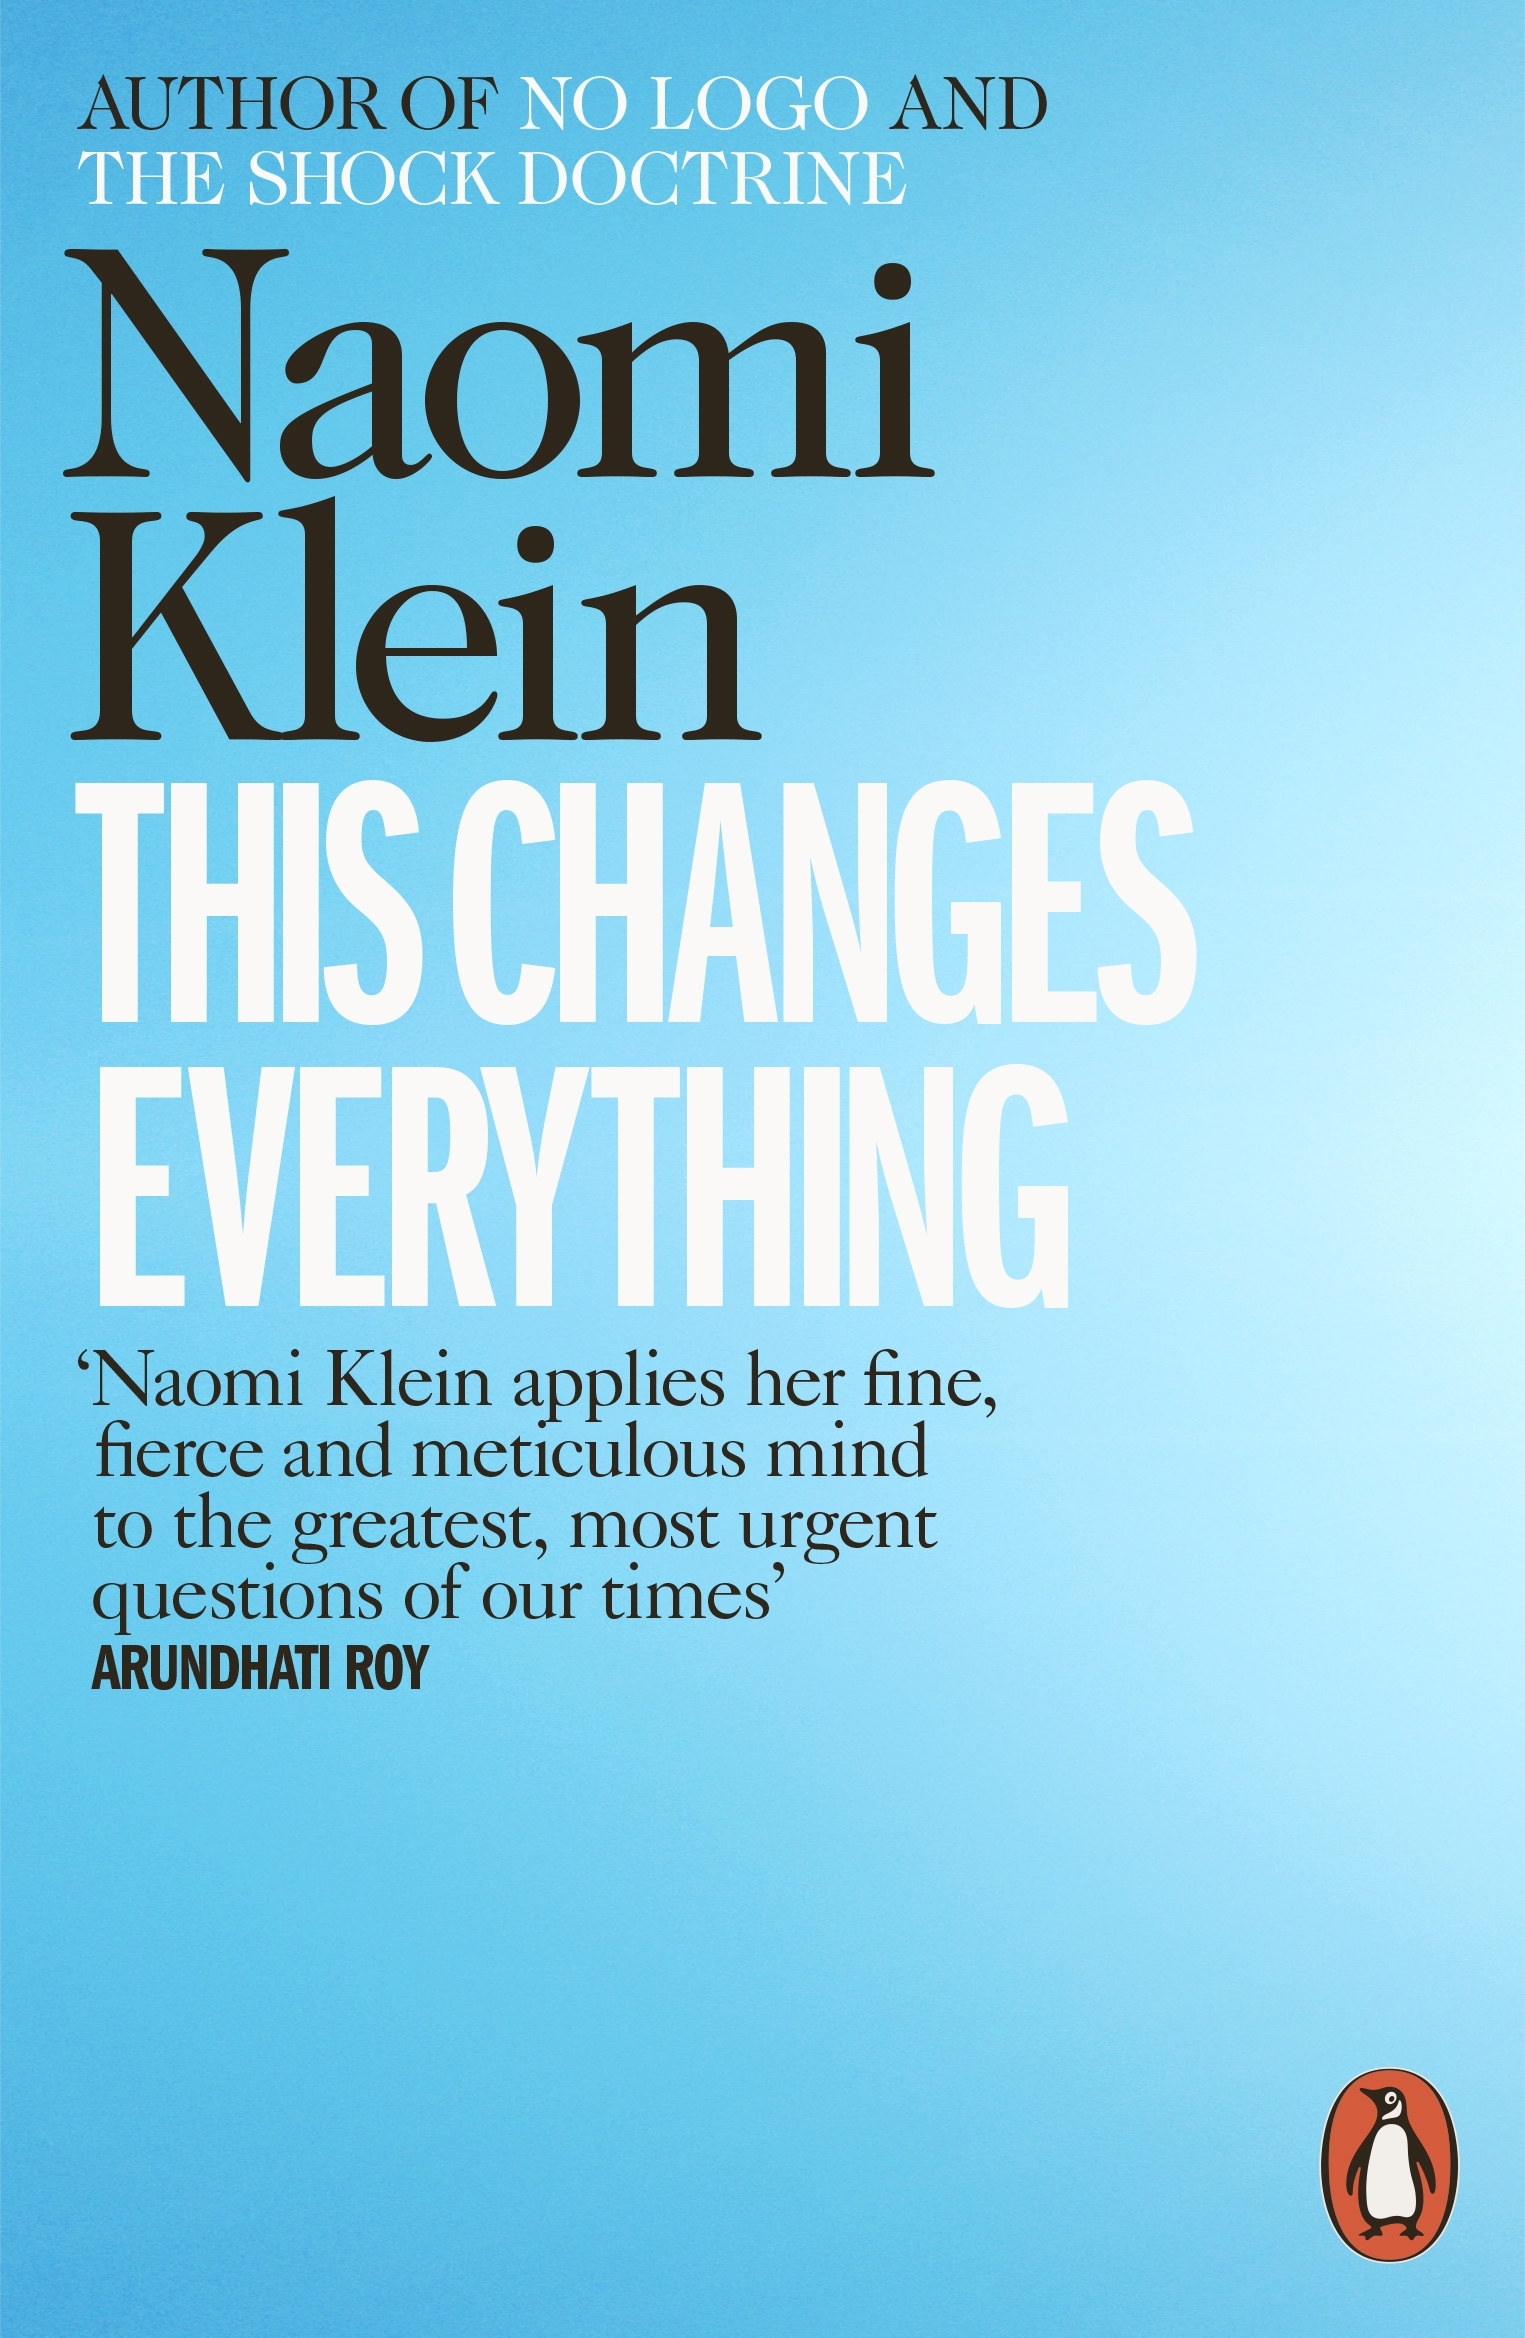 AUTHOR OF NO LOGO AND
THE SHOCK DOCTRINE
Naomi
Klein
THIS CHANGES
EVERYTHING
‘Naomi Klein applies her fine,
fierce and meticulous mind
to the greatest, most urgent
questions of our times’
ARUNDHATI ROY